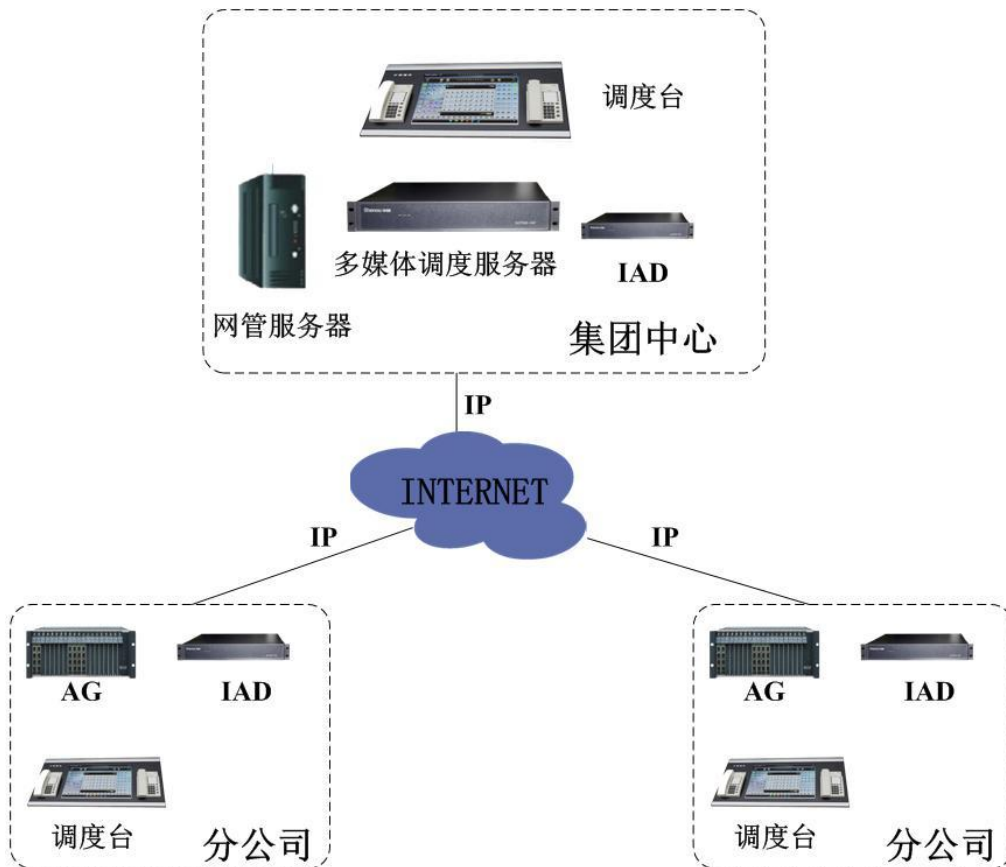 调度台
多媒体调度服务器
IAD
网管服务器
集团中心
IP
INTERNET
IP
IP
AG
IAD
调度台
分公司
AG
IAD
调度台
分公司